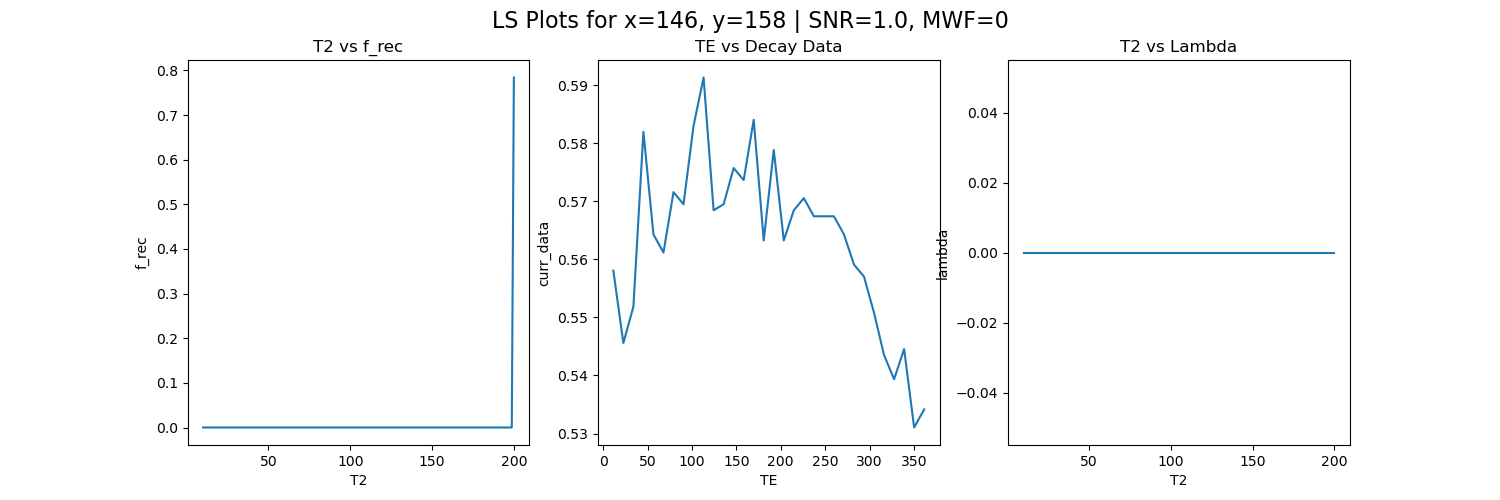 LS Plots for x=146, y=158 | SNR=1.0, MWF=0
T2 vs f_rec
0.8
0.7
0.6
0.5
0.4
0.3
0.2
0.1
0.0
f_rec
50 100 150 200
T2
TE vs Decay Data
0.59
0.58
0.57
0.56
0.55
0.54
0.53
curr_data
0 50 100 150 200 250 300 350
TE
T2 vs Lambda
0.04
0.02
0.00
−0.02
−0.04
lambda
50 100 150 200
T2